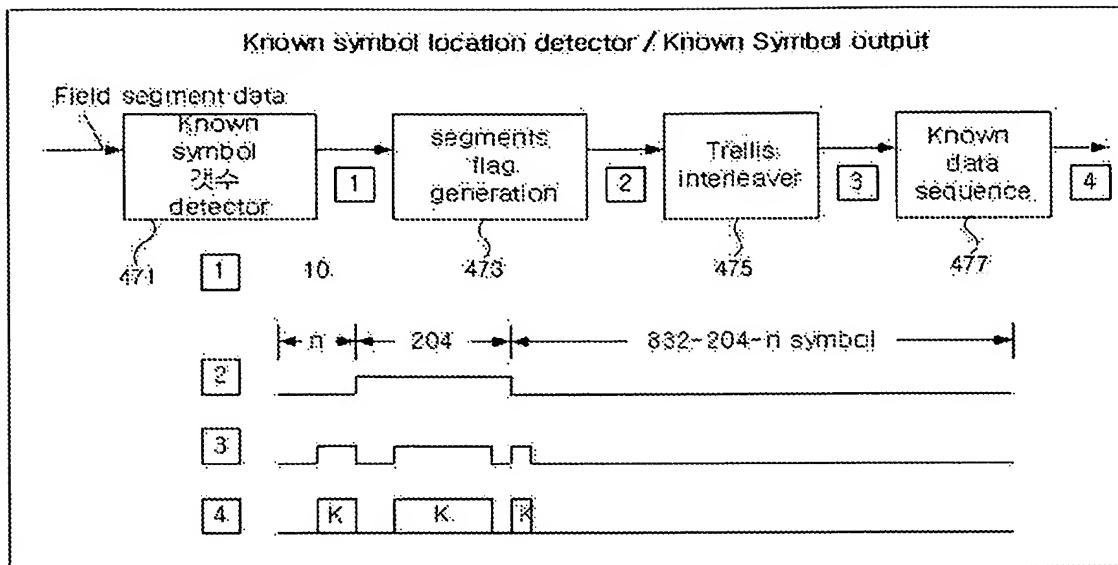 Known symbol location detector / Known Symbol output
Field segment data
Known
symbol
갯수
detector
1
segments
flag
generation
2
Trellis
interleaver
3
Known
data
sequence
4
471
1
10
473
475
477
n
204
832-204-n symbol
2
3
4
K
K
K